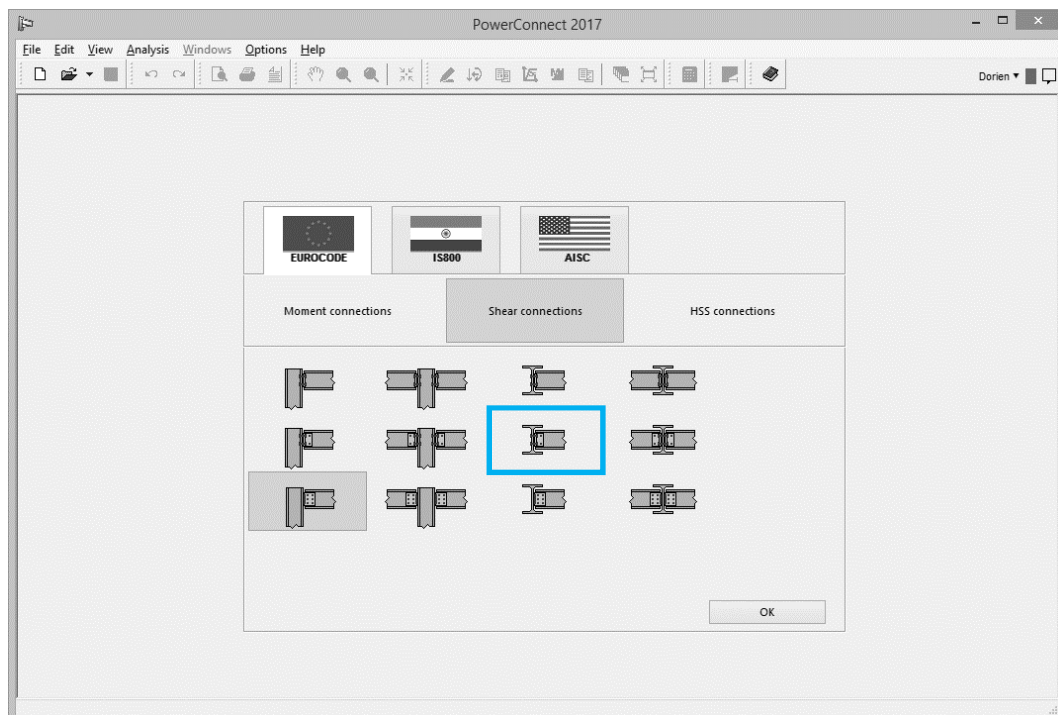 PowerConnect 2017
File Edit View Analysis Windows Options Help
Dorien
EUROCODE IS800 AISC
Moment connections Shear connections HSS connections
OK